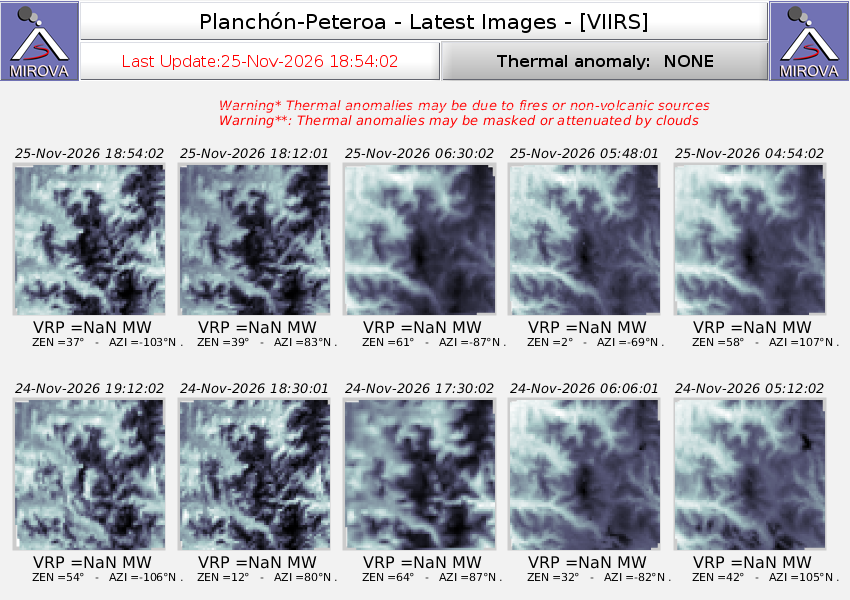 Planchón-Peteroa - Latest Images - [VIIRS]
MIROVA
Last Update:25-Nov-2026 18:54:02
Thermal anomaly: NONE
MIROVA
Warning* Thermal anomalies may be due to fires or non-volcanic sources
Warning**: Thermal anomalies may be masked or attenuated by clouds
25-Nov-2026 18:54:02
25-Nov-2026 18:12:01
25-Nov-2026 06:30:02
25-Nov-2026 05:48:01
25-Nov-2026 04:54:02
VRP =NaN MW
VRP =NaN MW
VRP =NaN MW
VRP =NaN MW
VRP =NaN MW
ZEN =37° - AZI =-103°N .
ZEN =39° - AZI =83°N .
ZEN =61° - AZI =-87°N .
ZEN =2° - AZI =-69°N .
ZEN =58° - AZI =107°N .
24-Nov-2026 19:12:02
24-Nov-2026 18:30:01
24-Nov-2026 17:30:02
24-Nov-2026 06:06:01
24-Nov-2026 05:12:02
VRP =NaN MW
VRP =NaN MW
VRP =NaN MW
VRP =NaN MW
VRP =NaN MW
ZEN =54° - AZI =-106°N .
ZEN =12° - AZI =80°N .
ZEN =64° - AZI =87°N .
ZEN =32° - AZI =-82°N .
ZEN =42° - AZI =105°N .